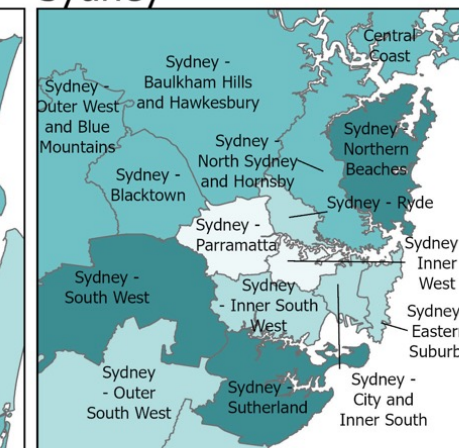 Sydney
Central
Coast
Sydney -
Baulkham Hills
and Hawkesbury
Sydney -
Outer West
and Blue
Mountains
Sydney -
Northern
Beaches
Sydney -
North Sydney
and Hornsby
Sydney -
Blacktown
Sydney - Ryde
Sydney -
Parramatta
Sydney
Inner
West
Sydney -
South West
Sydney
- Inner South
West
Sydney
Eastern
Suburb
Sydney
- Outer
South West
Sydney -
Sutherland
Sydney -
City and
Inner South